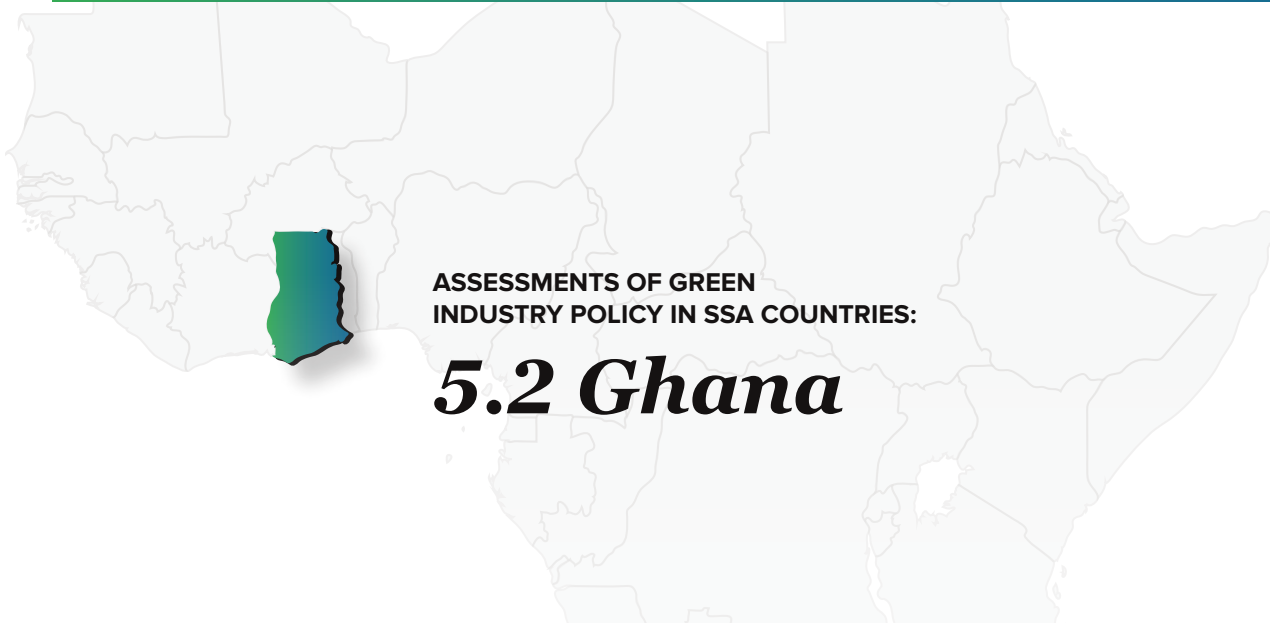 ASSESSMENTS OF GREEN
INDUSTRY POLICY IN SSA COUNTRIES:
5.2 Ghana